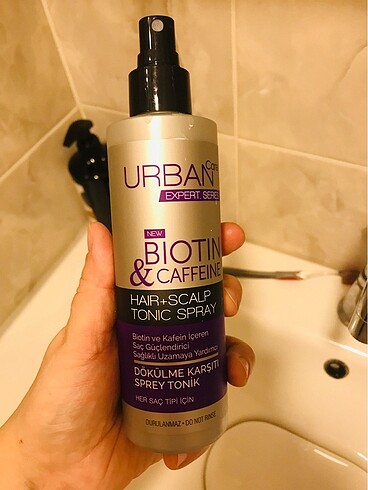 URBAN Care
EXPERT SERIES
NEW
BIOTIN
& CAFFEINE
HAIR+SCALP
TONIC SPRAY
Biotin ve Kafein İçeren
Saç Güçlendirici
Sağlıklı Uzamaya Yardımcı
DÖKÜLME KARŞITI
SPREY TONİK
HER SAÇ TİPİ İÇİN
DURULANMAZ • DO NOT RINSE